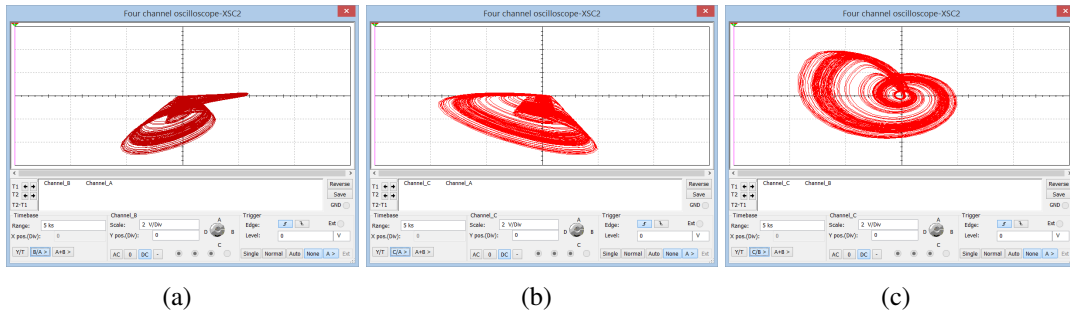 Four channel oscilloscope-XSC2
T1
T2
T2-T1
Channel_B Channel_A
Reverse
Save
GND
Timebase
Range: 5 ks
X pos.(Div): 0
Y/T B/A > A+B >
Channel_B
Scale: 2 V/Div
Y pos.(Div): 0
AC 0 DC -
A
B
C
D
Trigger
Edge: Ext
Level: 0 V
Single Normal Auto None A > Ext
(a)
Four channel oscilloscope-XSC2
T1
T2
T2-T1
Channel_C Channel_A
Reverse
Save
GND
Timebase
Range: 5 ks
X pos.(Div): 0
Y/T C/A > A+B >
Channel_C
Scale: 2 V/Div
Y pos.(Div): 0
AC 0 DC -
A
B
C
D
Trigger
Edge: Ext
Level: 0 V
Single Normal Auto None A > Ext
(b)
Four channel oscilloscope-XSC2
T1
T2
T2-T1
Channel_C Channel_B
Reverse
Save
GND
Timebase
Range: 5 ks
X pos.(Div): 0
Y/T C/B > A+B >
Channel_C
Scale: 2 V/Div
Y pos.(Div): 0
AC 0 DC -
A
B
C
D
Trigger
Edge: Ext
Level: 0 V
Single Normal Auto None A > Ext
(c)